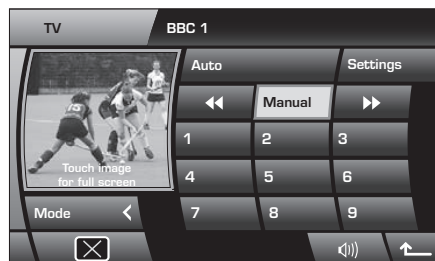 TV BBC 1
Auto Settings
Manual
1 2 3
Touch image
for full screen
4 5 6
Mode 7 8 9